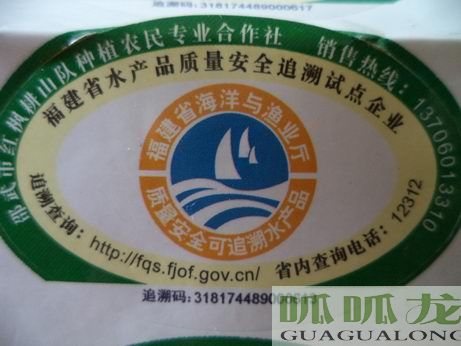 追溯码: 318174489000617
邵武市红枫耕山队种植农民专业合作社 销售热线: 13706013310
福建省水产品质量安全追溯试点企业
福建省海洋与渔业厅
质量安全可追溯水产品
追溯查询: http://fqs.fjof.gov.cn/ 省内查询电话: 12312
追溯码: 318174489000613
呱呱龙
GUAGUALONG